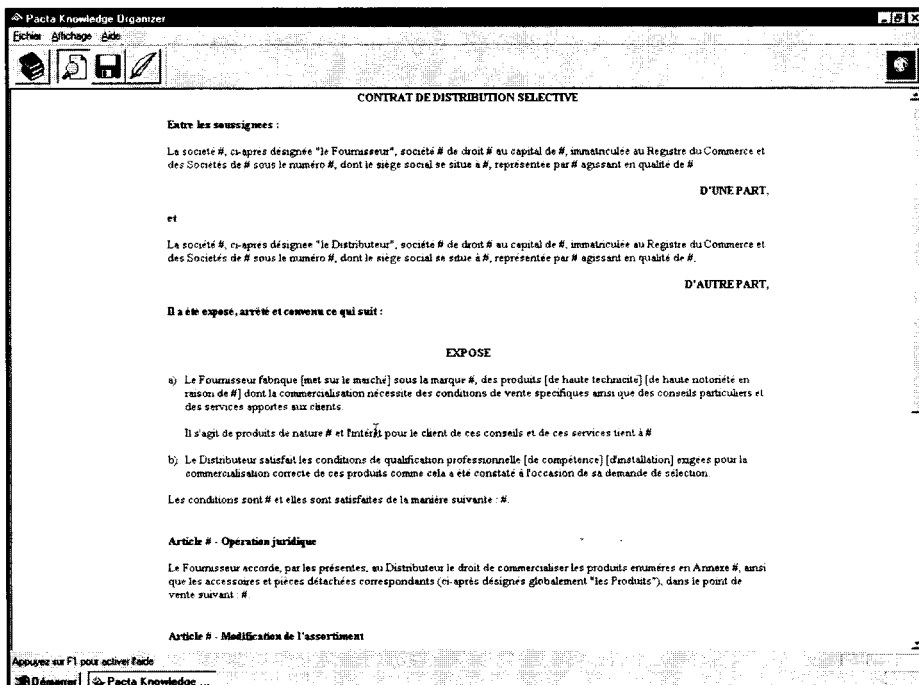 Pacta Knowledge Organizer
Fichier Affichage Aide
CONTRAT DE DISTRIBUTION SELECTIVE
Entre les soussignees :
La societé #, ci-apres désignée "le Fournisseur", société # de droit # au capital de #, immatriculée au Registre du Commerce et
des Sociétés de # sous le numéro #, dont le siège social se situe à #, représentée par # agissant en qualité de #
D'UNE PART,
et
La société #, ci-apres désignee "le Distributeur", société # de droit # au capital de #, immatriculée au Registre du Commerce et
des Sociétés de # sous le numéro #, dont le siège social se situe à #, représentée par # agissant en qualité de #.
D'AUTRE PART,
Il a été exposé, arrêté et convenu ce qui suit :
EXPOSE
a) Le Fournisseur fabrique [met sur le marché] sous la marque #, des produits [de haute technicité] [de haute notoriété en
raison de #] dont la commercialisation nécessite des conditions de vente specifiques ainsi que des conseils particuliers et
des services apportes aux clients.
Il s'agit de produits de nature # et l'intérêt pour le client de ces conseils et de ces services tient à #
b) Le Distributeur satisfait les conditions de qualification professionnelle [de compétence] [d'installation] exigées pour la
commercialisation correcte de ces produits comme cela a été constaté à l'occasion de sa demande de sélection.
Les conditions sont # et elles sont satisfaites de la manière suivante : #.
Article # - Opération juridique
Le Fournisseur accorde, par les présentes, au Distributeur le droit de commercialiser les produits enumérés en Annexe #, ainsi
que les accessoires et pièces détachées correspondants (ci-après désignés globalement "les Produits"), dans le point de
vente suivant : #.
Article # - Modification de l'assortiment
Appuyez sur F1 pour activer l'aide
Démarrer Pacta Knowledge ...